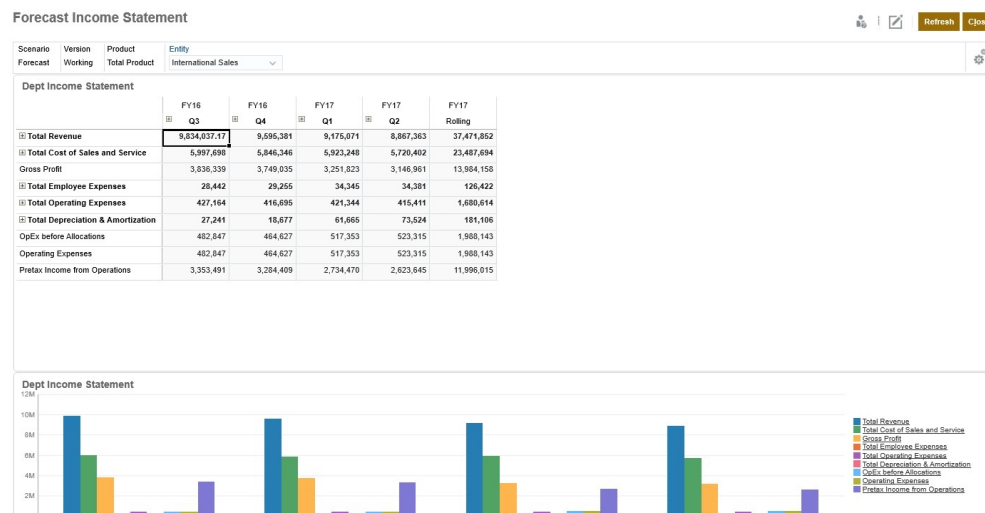 Forecast Income Statement
Refresh Clos
Scenario Version Product Entity
Forecast Working Total Product International Sales
Dept Income Statement
FY16 FY16 FY17 FY17 FY17
Q3 Q4 Q1 Q2 Rolling
Total Revenue 9,834,037.17 9,595,381 9,175,071 8,867,363 37,471,852
Total Cost of Sales and Service 5,997,698 5,846,346 5,923,248 5,720,402 23,487,694
Gross Profit 3,836,339 3,749,035 3,251,823 3,146,961 13,984,158
Total Employee Expenses 28,442 29,255 34,345 34,381 126,422
Total Operating Expenses 427,164 416,695 421,344 415,411 1,680,614
Total Depreciation & Amortization 27,241 18,677 61,665 73,524 181,106
OpEx before Allocations 482,847 464,627 517,353 523,315 1,988,143
Operating Expenses 482,847 464,627 517,353 523,315 1,988,143
Pretax Income from Operations 3,353,491 3,284,409 2,734,470 2,623,645 11,996,015
Dept Income Statement
12M
10M
8M
6M
4M
2M
Total Revenue
Total Cost of Sales and Service
Gross Profit
Total Employee Expenses
Total Operating Expenses
Total Depreciation & Amortization
OpEx before Allocations
Operating Expenses
Pretax Income from Operations